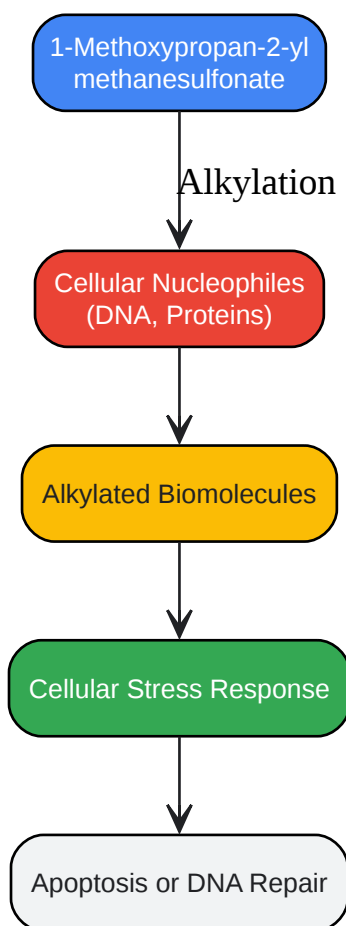 1-Methoxypropan-2-yl
methanesulfonate
Alkylation
Cellular Nucleophiles
(DNA, Proteins)
Alkylated Biomolecules
Cellular Stress Response
Apoptosis or DNA Repair